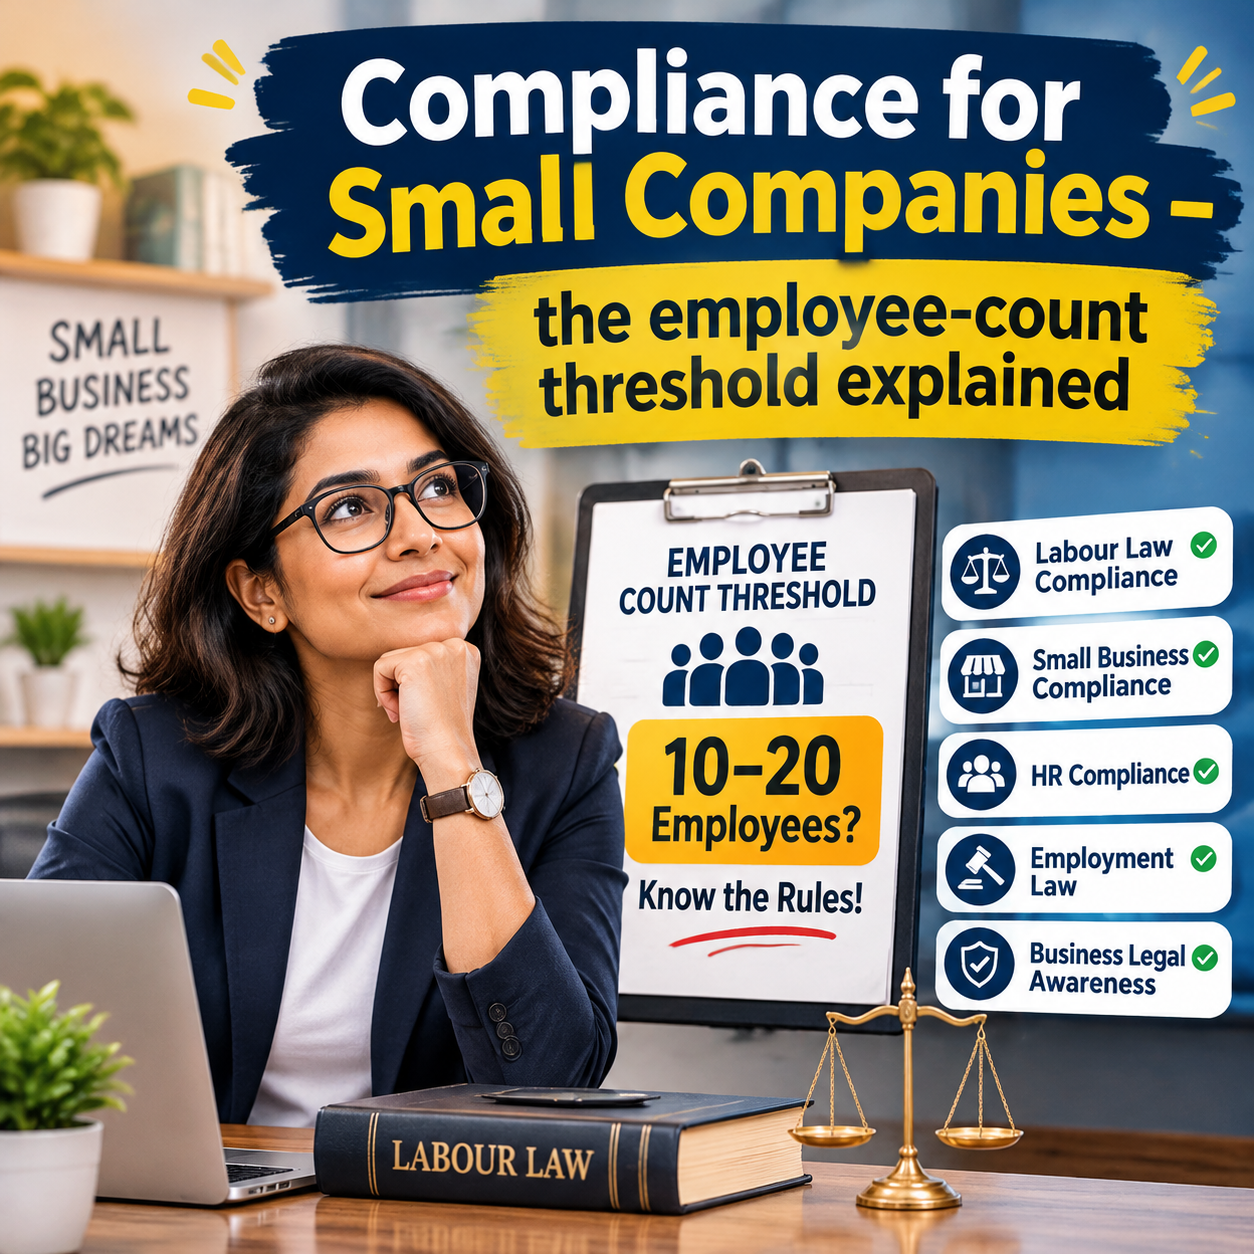 Compliance for
Small Companies –
the employee-count
threshold explained
SMALL
BUSINESS
BIG DREAMS
EMPLOYEE
COUNT THRESHOLD
10–20
Employees?
Know the Rules!
Labour Law
Compliance
Small Business
Compliance
HR Compliance
Employment
Law
Business Legal
Awareness
LABOUR LAW